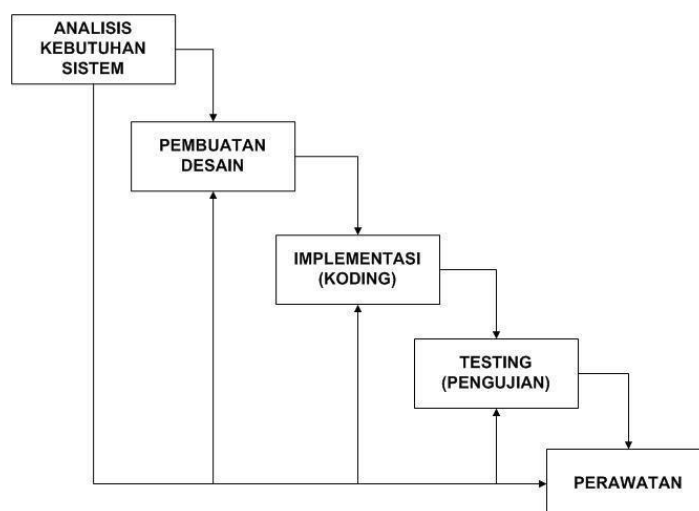 ANALISIS
KEBUTUHAN
SISTEM
PEMBUATAN
DESAIN
IMPLEMENTASI
(KODING)
TESTING
(PENGUJIAN)
PERAWATAN